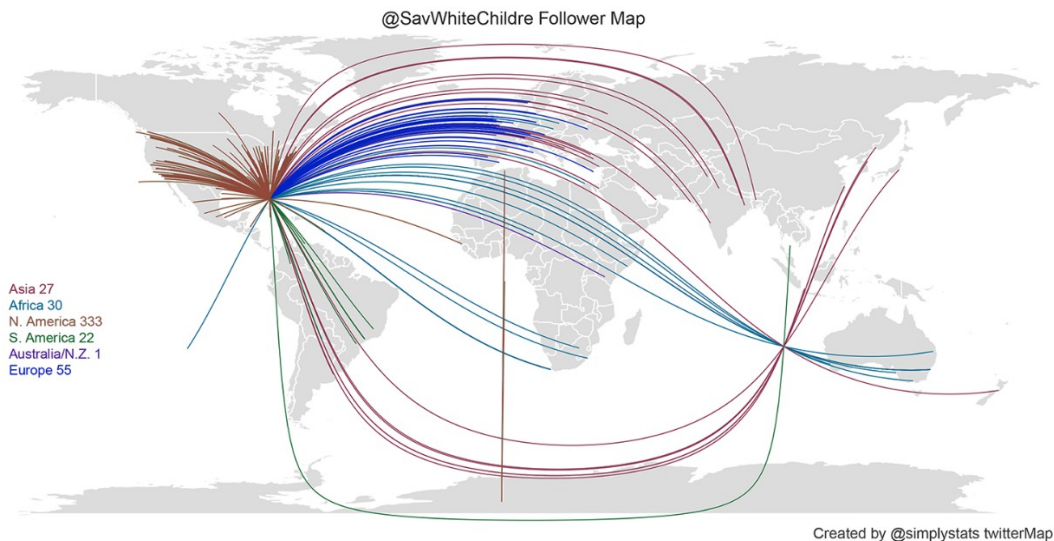 @SavWhiteChildre Follower Map
Asia 27
Africa 30
N. America 333
S. America 22
Australia/N.Z. 1
Europe 55
Created by @simplystats twitterMap